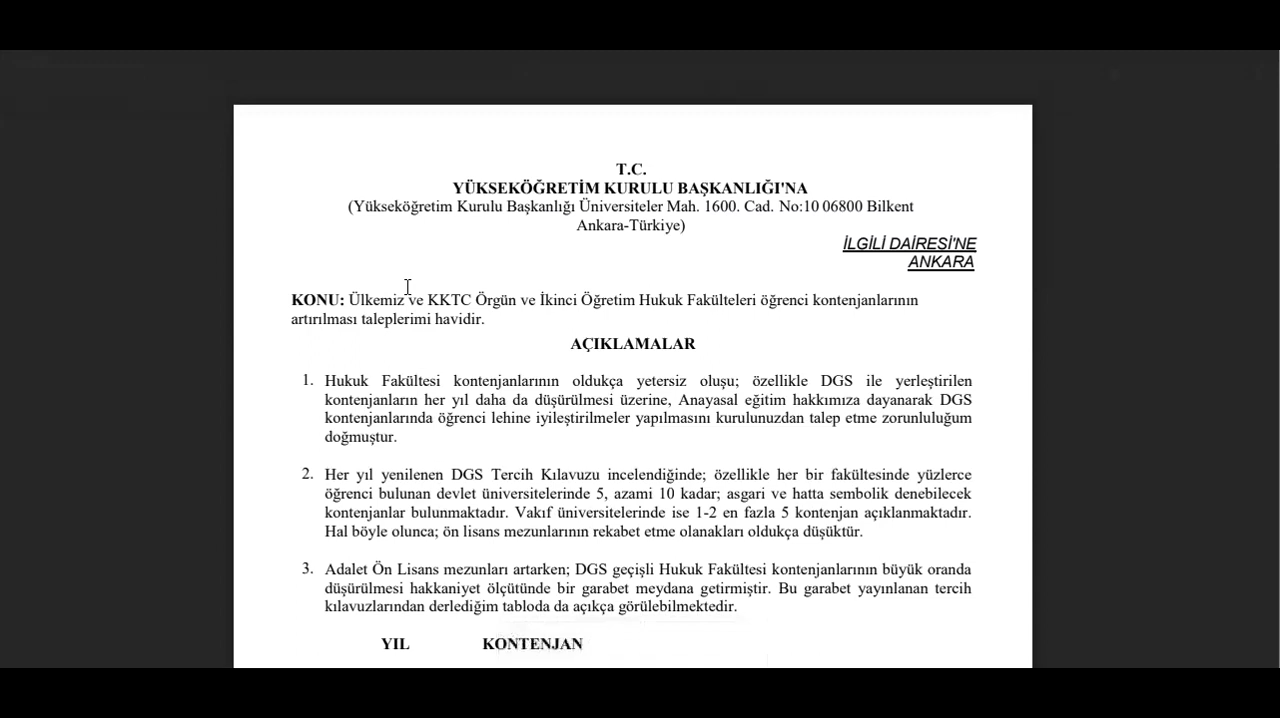 T.C.
YÜKSEKÖĞRETİM KURULU BAŞKANLIĞI'NA
(Yükseköğretim Kurulu Başkanlığı Üniversiteler Mah. 1600. Cad. No:10 06800 Bilkent
Ankara-Türkiye)
İLGİLİ DAİRESİ'NE
ANKARA
KONU: Ülkemiz ve KKTC Örgün ve İkinci Öğretim Hukuk Fakülteleri öğrenci kontenjanlarının
artırılması taleplerimi havidir.
AÇIKLAMALAR
1. Hukuk Fakültesi kontenjanlarının oldukça yetersiz oluşu; özellikle DGS ile yerleştirilen
kontenjanların her yıl daha da düşürülmesi üzerine, Anayasal eğitim hakkımıza dayanarak DGS
kontenjanlarında öğrenci lehine iyileştirilmeler yapılmasını kurulunuzdan talep etme zorunluluğum
doğmuştur.
2. Her yıl yenilenen DGS Tercih Kılavuzu incelendiğinde; özellikle her bir fakültesinde yüzlerce
öğrenci bulunan devlet üniversitelerinde 5, azami 10 kadar; asgari ve hatta sembolik denebilecek
kontenjanlar bulunmaktadır. Vakıf üniversitelerinde ise 1-2 en fazla 5 kontenjan açıklanmaktadır.
Hal böyle olunca; ön lisans mezunlarının rekabet etme olanakları oldukça düşüktür.
3. Adalet Ön Lisans mezunları artarken; DGS geçişli Hukuk Fakültesi kontenjanlarının büyük oranda
düşürülmesi hakkaniyet ölçütünde bir garabet meydana getirmiştir. Bu garabet yayınlanan tercih
kılavuzlarından derlediğim tabloda da açıkça görülebilmektedir.
YIL KONTENJAN